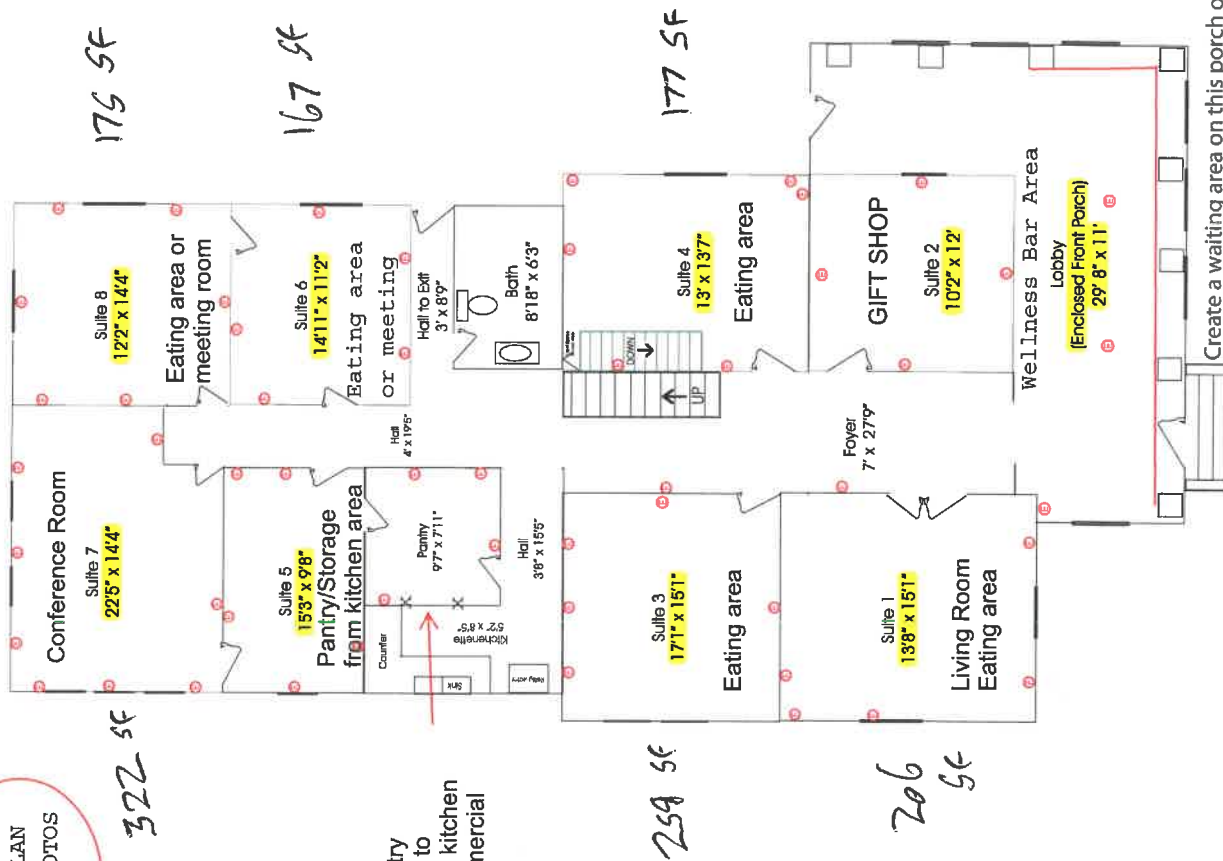 LAN
OTOS
322 SF
176 SF
167 SF
177 SF
259 SF
206
SF
Conference Room
Suite 7
22'5" x 14'4"
Suite 8
12'2" x 14'4"
Eating area or
meeting room
Suite 6
14'11" x 11'2"
Eating area
or meeting
Hall to Exit
3' x 8'9"
Bath
8'18" x 6'3"
Hall
4' x 19'5"
Suite 5
15'3" x 9'8"
Pantry/Storage
from kitchen area
Pantry
9'7" x 7'11"
Counter
Kitchenette
5'2" x 8'5"
Sink
Hall
3'8" x 15'5"
try
to
kitchen
mercial
DOWN
UP
Suite 4
13' x 13'7"
Eating area
Suite 3
17'1" x 15'1"
Eating area
GIFT SHOP
Suite 2
10'2" x 12'
Foyer
7' x 27'9"
Suite 1
13'8" x 15'1"
Living Room
Eating area
Wellness Bar Area
Lobby
(Enclosed Front Porch)
29' 8" x 11'
Create a waiting area on this porch o